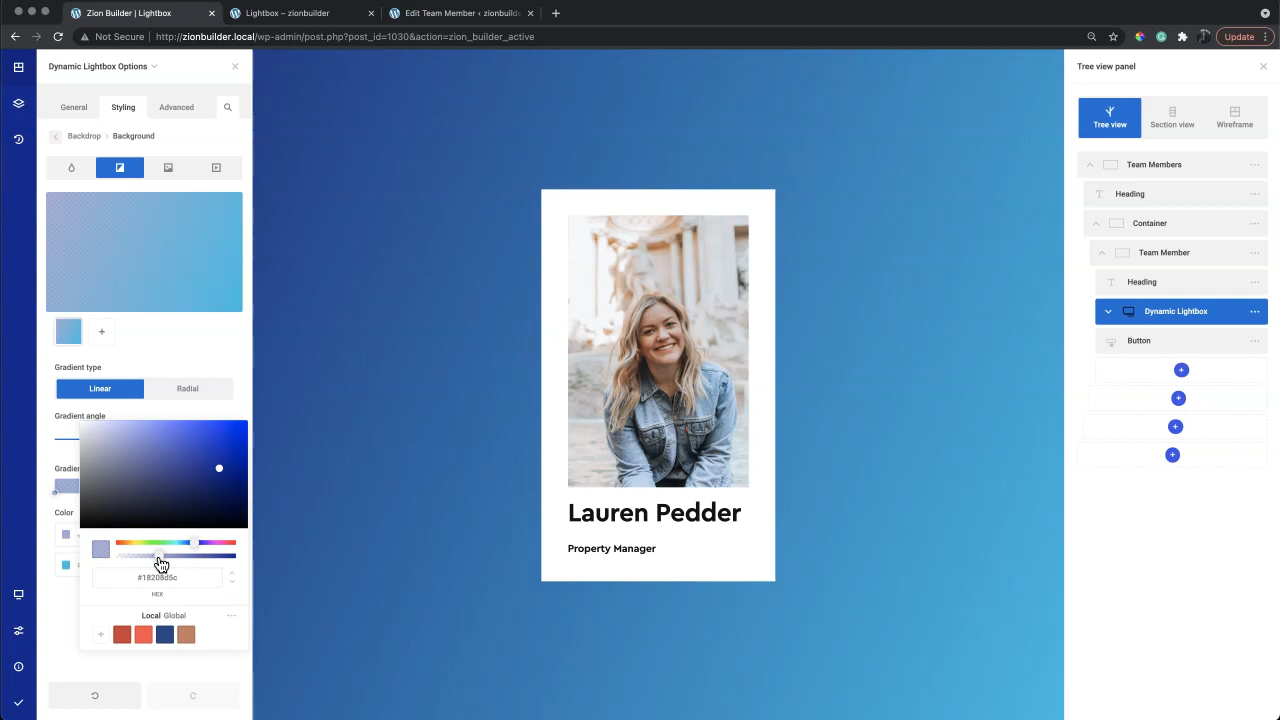 Zion Builder | Lightbox
Lightbox – zionbuilder
Edit Team Member ‹ zionbuilde
Not Secure | http://zionbuilder.local/wp-admin/post.php?post_id=1030&action=zion_builder_active
Update
Dynamic Lightbox Options
General
Styling
Advanced
Backdrop
Background
Gradient type
Linear
Radial
Gradient angle
Color
#18208d5c
HEX
Local Global
Lauren Pedder
Property Manager
Tree view panel
Tree view
Section view
Wireframe
Team Members
Heading
Container
Team Member
Heading
Dynamic Lightbox
Button